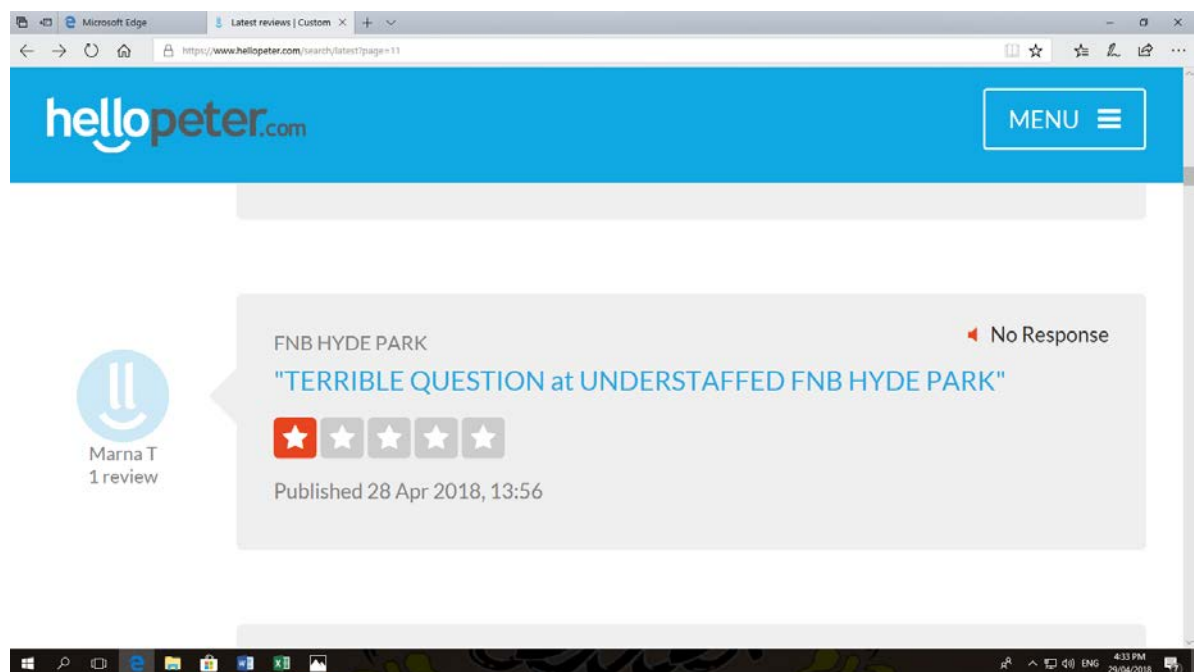 Microsoft Edge
Latest reviews | Custom
https://www.hellopeter.com/search/latest?page=11
hellopeter.com
MENU
FNB HYDE PARK
No Response
"TERRIBLE QUESTION at UNDERSTAFFED FNB HYDE PARK"
Marna T
1 review
Published 28 Apr 2018, 13:56
ENG
4:33 PM
29/04/2018